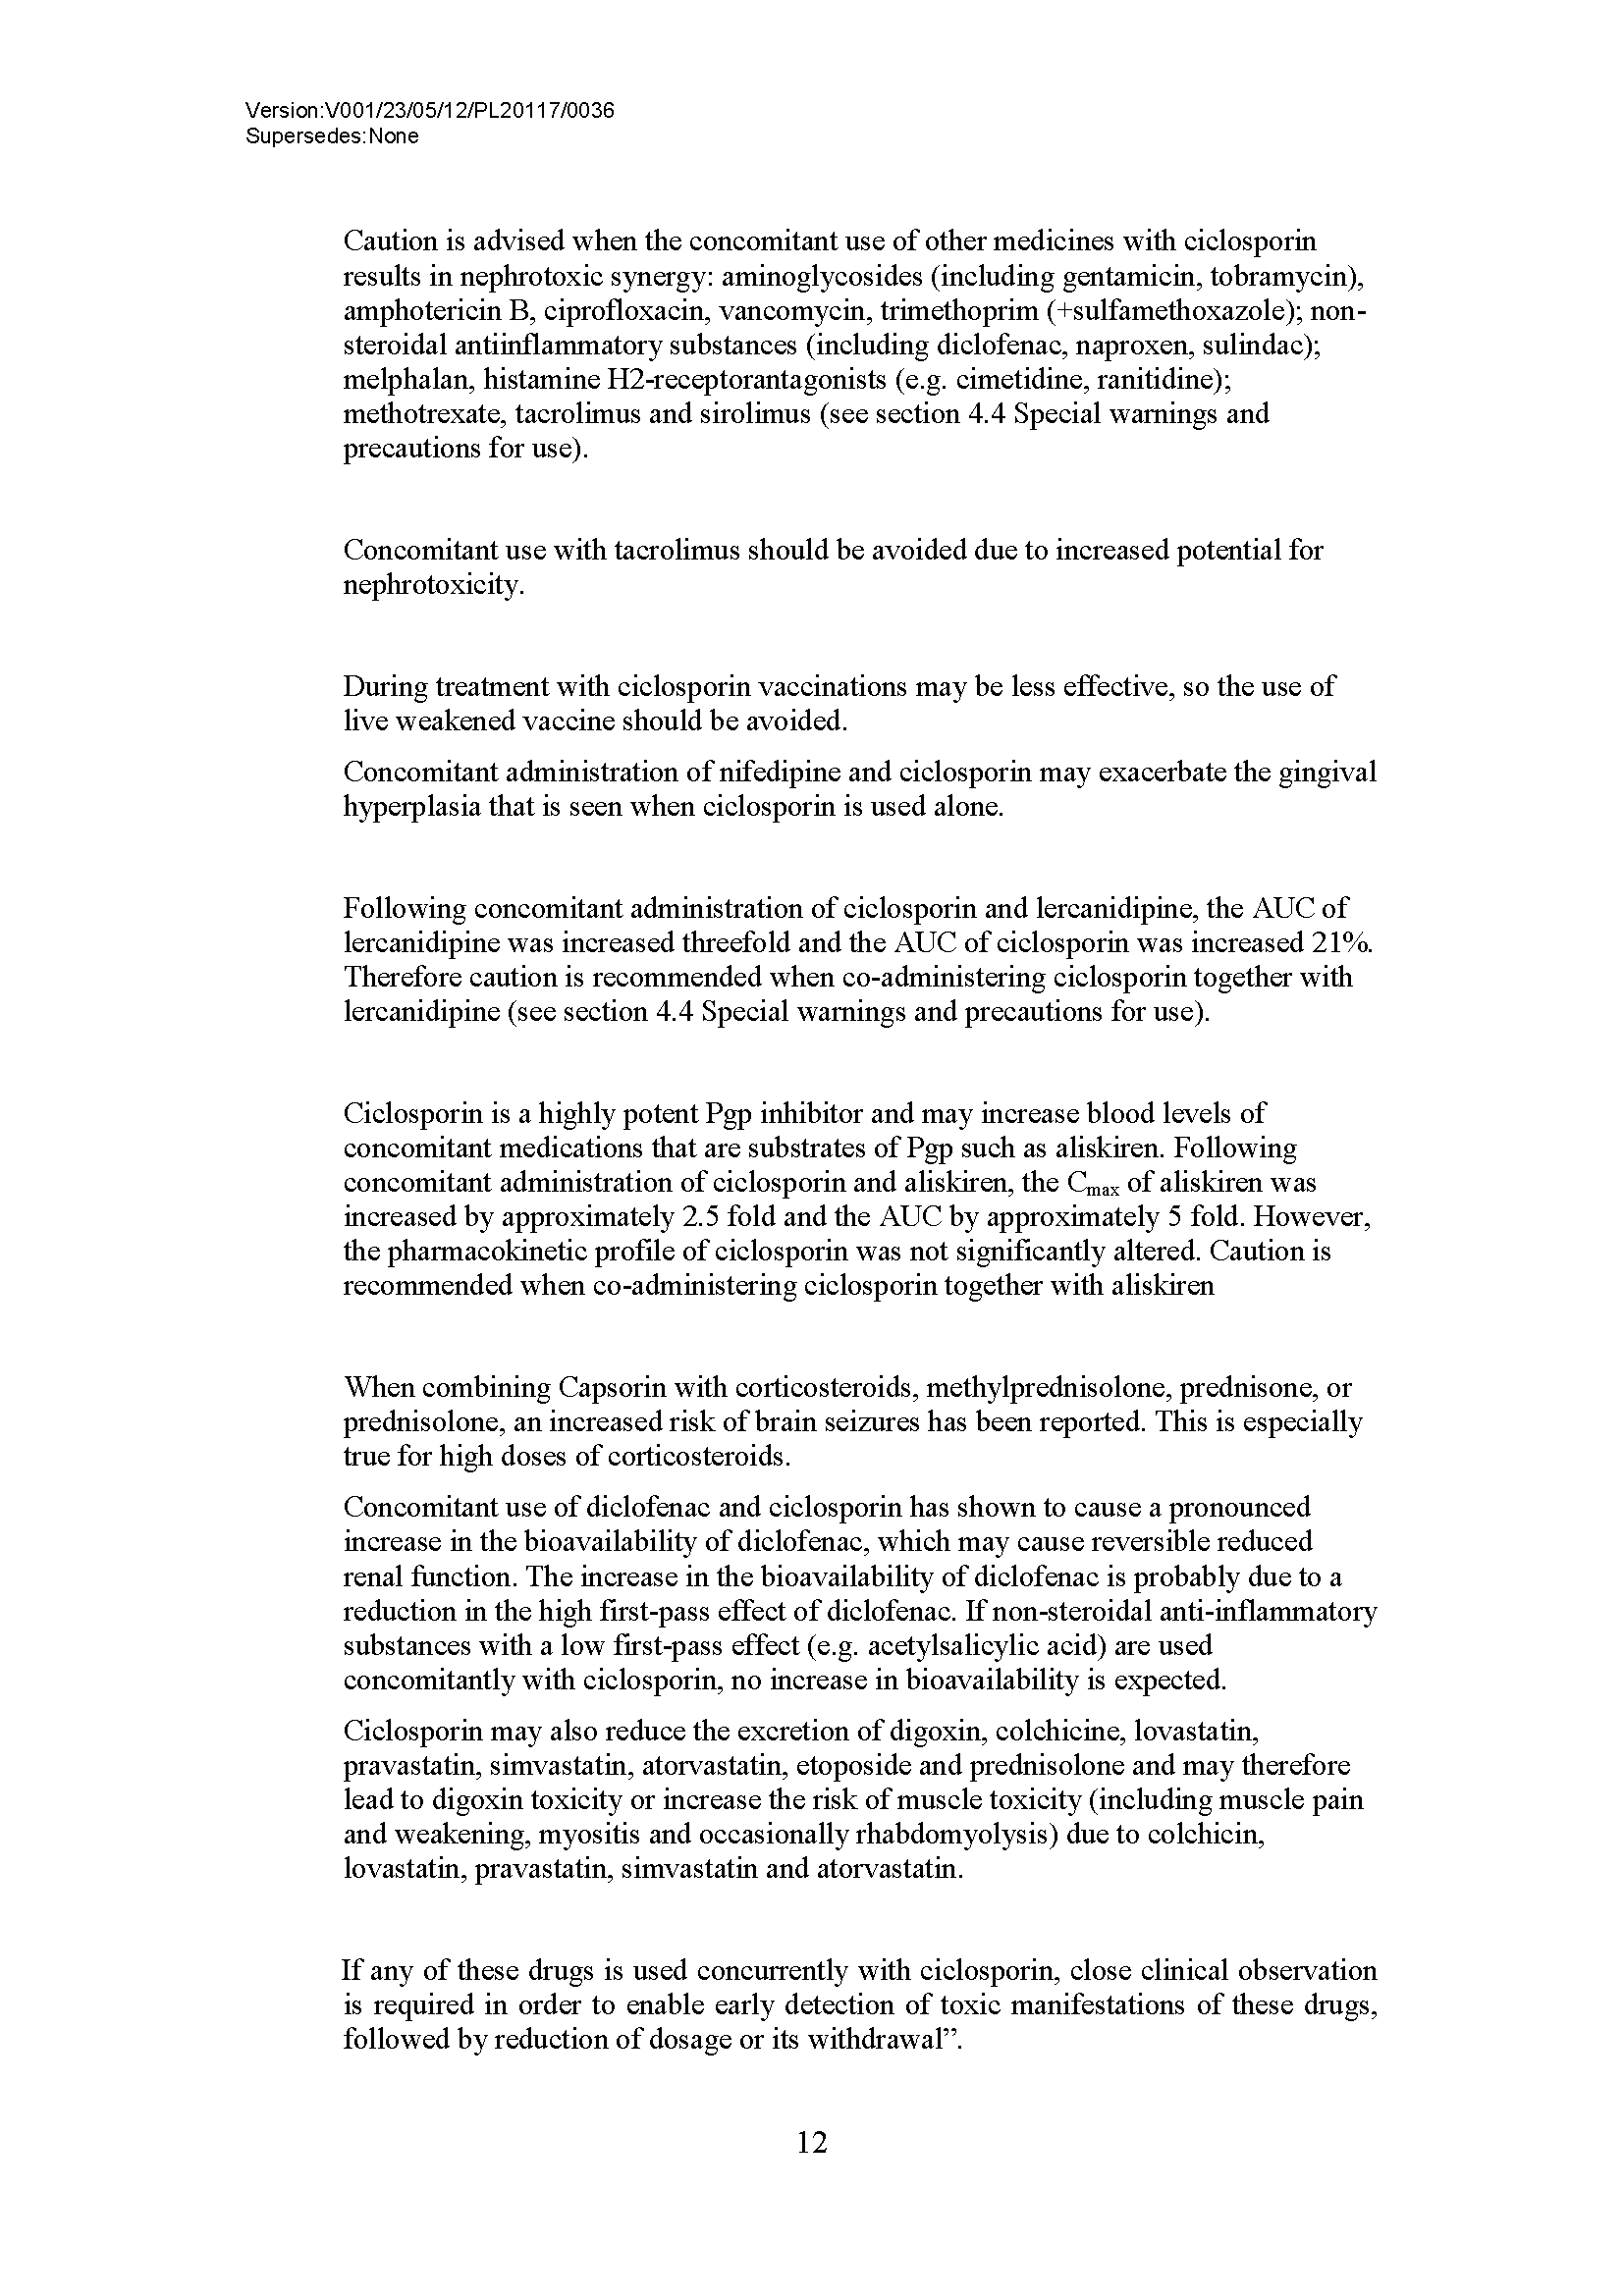 Version:V001/23/05/12/PL20117/0036
Supersedes:None
Caution is advised when the concomitant use of other medicines with ciclosporin
results in nephrotoxic synergy: aminoglycosides (including gentamicin, tobramycin),
amphotericin B, ciprofloxacin, vancomycin, trimethoprim (+sulfamethoxazole); non-
steroidal antiinflammatory substances (including diclofenac, naproxen, sulindac);
melphalan, histamine H2-receptorantagonists (e.g. cimetidine, ranitidine);
methotrexate, tacrolimus and sirolimus (see section 4.4 Special warnings and
precautions for use).
Concomitant use with tacrolimus should be avoided due to increased potential for
nephrotoxicity.
During treatment with ciclosporin vaccinations may be less effective, so the use of
live weakened vaccine should be avoided.
Concomitant administration of nifedipine and ciclosporin may exacerbate the gingival
hyperplasia that is seen when ciclosporin is used alone.
Following concomitant administration of ciclosporin and lercanidipine, the AUC of
lercanidipine was increased threefold and the AUC of ciclosporin was increased 21%.
Therefore caution is recommended when co-administering ciclosporin together with
lercanidipine (see section 4.4 Special warnings and precautions for use).
Ciclosporin is a highly potent Pgp inhibitor and may increase blood levels of
concomitant medications that are substrates of Pgp such as aliskiren. Following
concomitant administration of ciclosporin and aliskiren, the Cmax of aliskiren was
increased by approximately 2.5 fold and the AUC by approximately 5 fold. However,
the pharmacokinetic profile of ciclosporin was not significantly altered. Caution is
recommended when co-administering ciclosporin together with aliskiren
When combining Capsorin with corticosteroids, methylprednisolone, prednisone, or
prednisolone, an increased risk of brain seizures has been reported. This is especially
true for high doses of corticosteroids.
Concomitant use of diclofenac and ciclosporin has shown to cause a pronounced
increase in the bioavailability of diclofenac, which may cause reversible reduced
renal function. The increase in the bioavailability of diclofenac is probably due to a
reduction in the high first-pass effect of diclofenac. If non-steroidal anti-inflammatory
substances with a low first-pass effect (e.g. acetylsalicylic acid) are used
concomitantly with ciclosporin, no increase in bioavailability is expected.
Ciclosporin may also reduce the excretion of digoxin, colchicine, lovastatin,
pravastatin, simvastatin, atorvastatin, etoposide and prednisolone and may therefore
lead to digoxin toxicity or increase the risk of muscle toxicity (including muscle pain
and weakening, myositis and occasionally rhabdomyolysis) due to colchicin,
lovastatin, pravastatin, simvastatin and atorvastatin.
If any of these drugs is used concurrently with ciclosporin, close clinical observation
is required in order to enable early detection of toxic manifestations of these drugs,
followed by reduction of dosage or its withdrawal”.
12